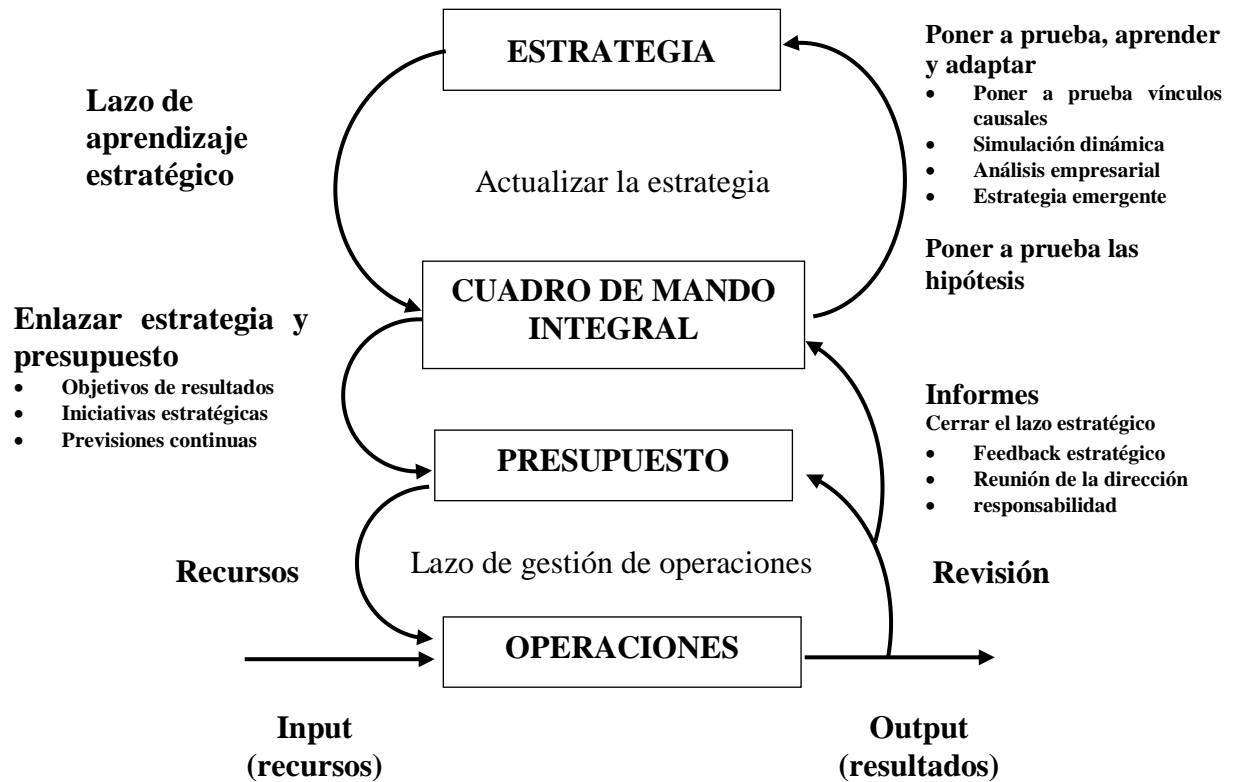 ESTRATEGIA
Poner a prueba, aprender
y adaptar
• Poner a prueba vínculos
causales
• Simulación dinámica
• Análisis empresarial
• Estrategia emergente
Lazo de
aprendizaje
estratégico
Actualizar la estrategia
Poner a prueba las
hipótesis
CUADRO DE MANDO
INTEGRAL
Enlazar estrategia y
presupuesto
• Objetivos de resultados
• Iniciativas estratégicas
• Previsiones continuas
Informes
Cerrar el lazo estratégico
• Feedback estratégico
• Reunión de la dirección
• responsabilidad
PRESUPUESTO
Recursos
Lazo de gestión de operaciones
Revisión
OPERACIONES
Input
(recursos)
Output
(resultados)